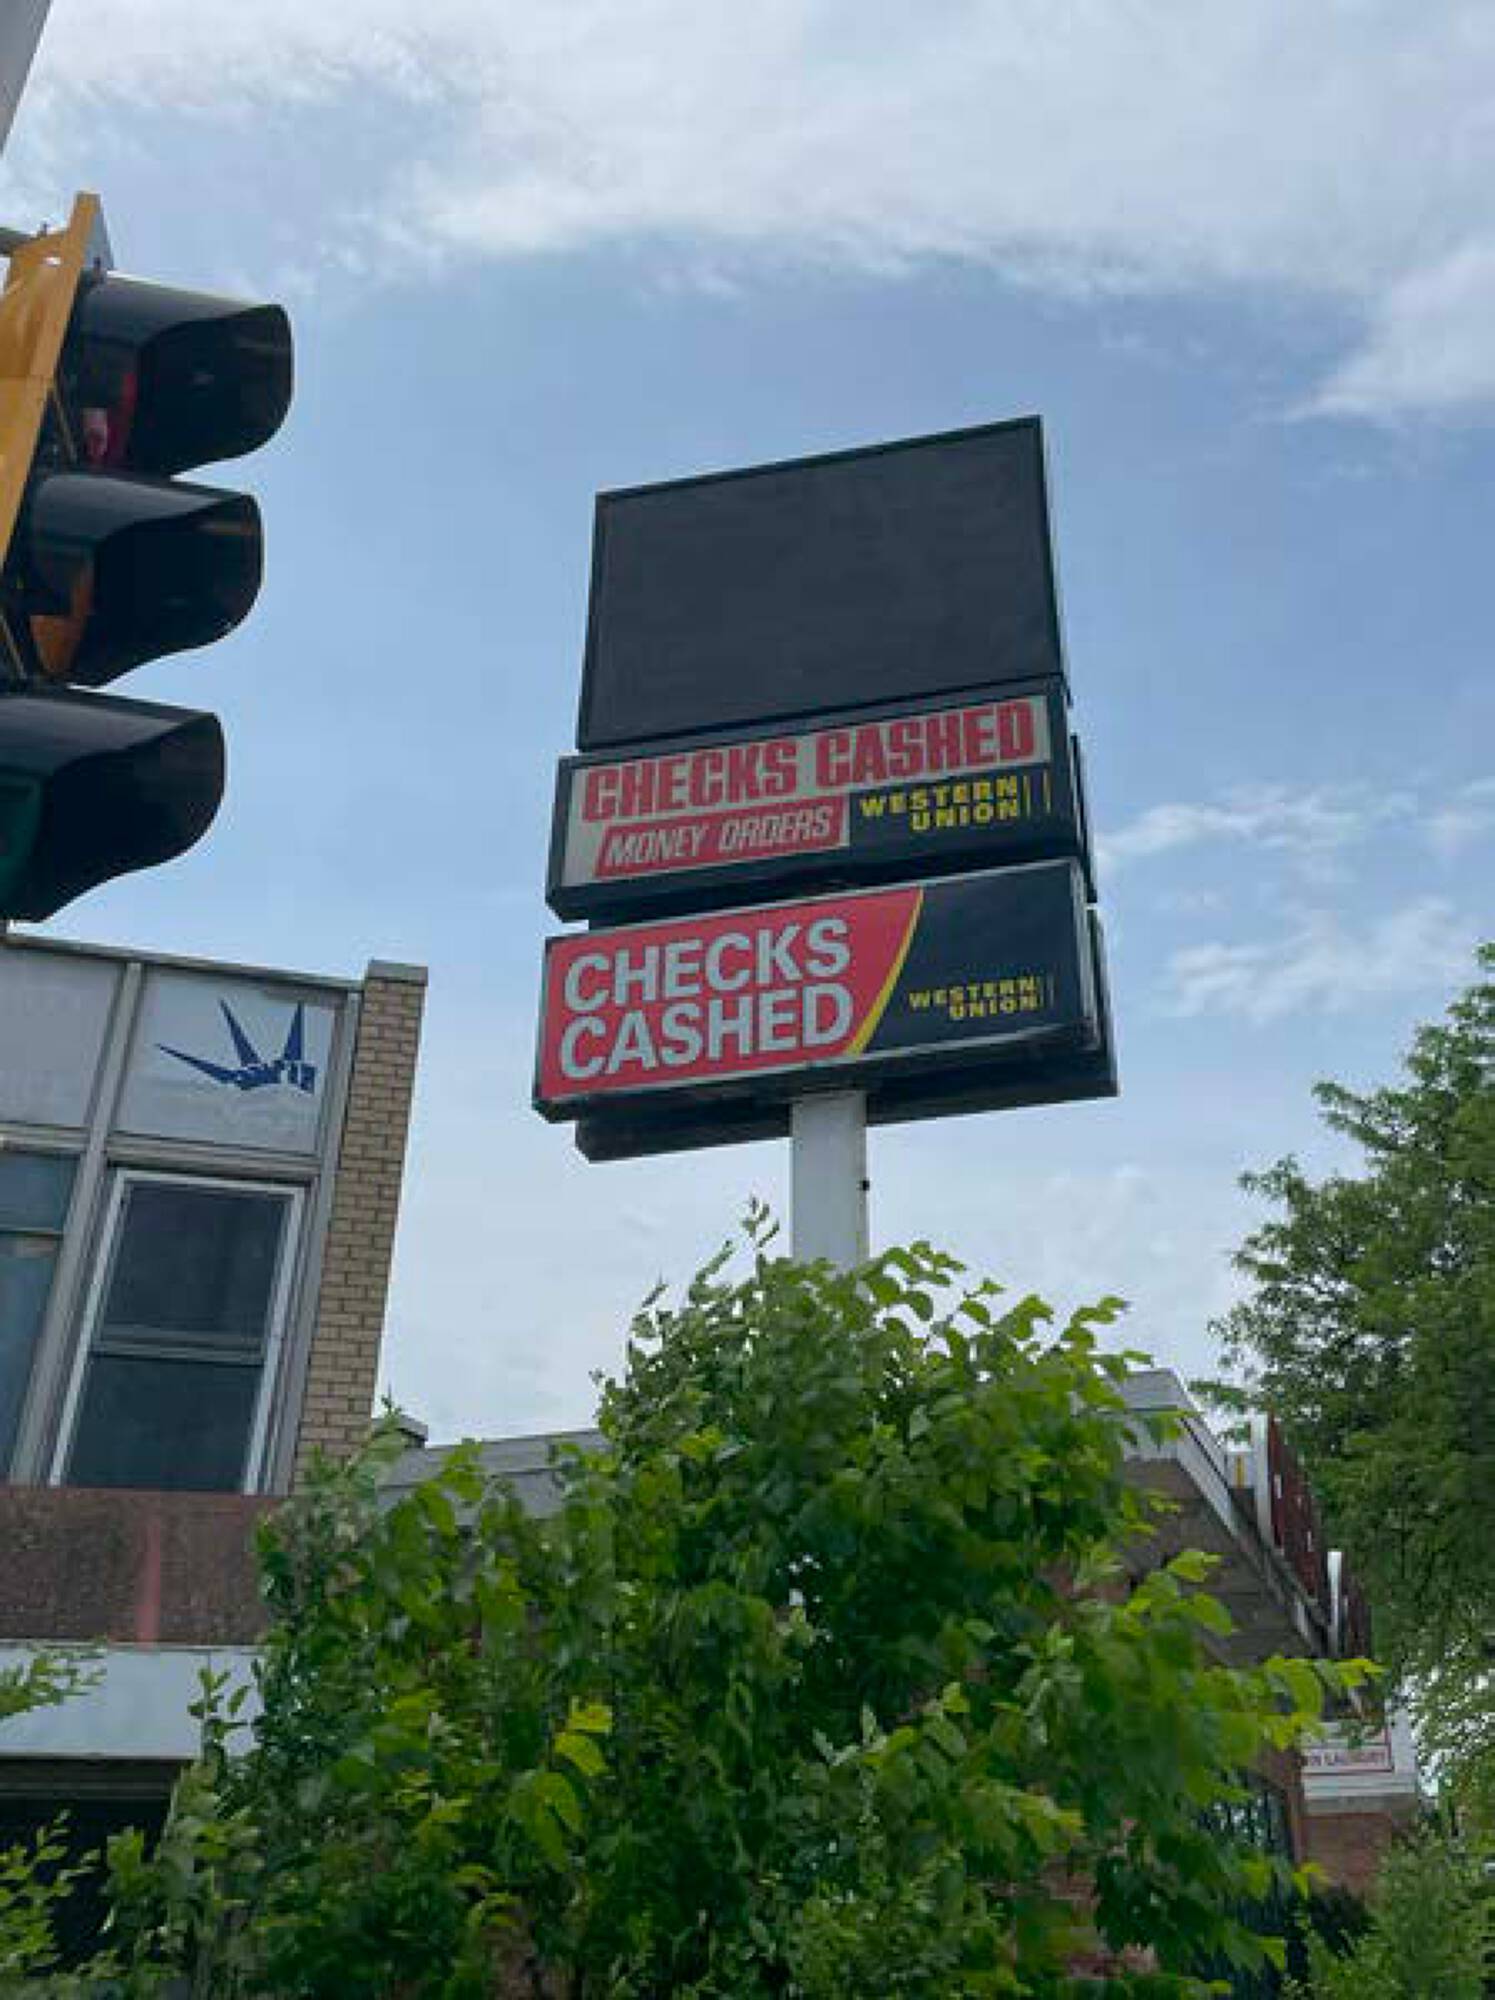 CHECKS CASHED
MONEY ORDERS
WESTERN
UNION
CHECKS
CASHED
WESTERN
UNION